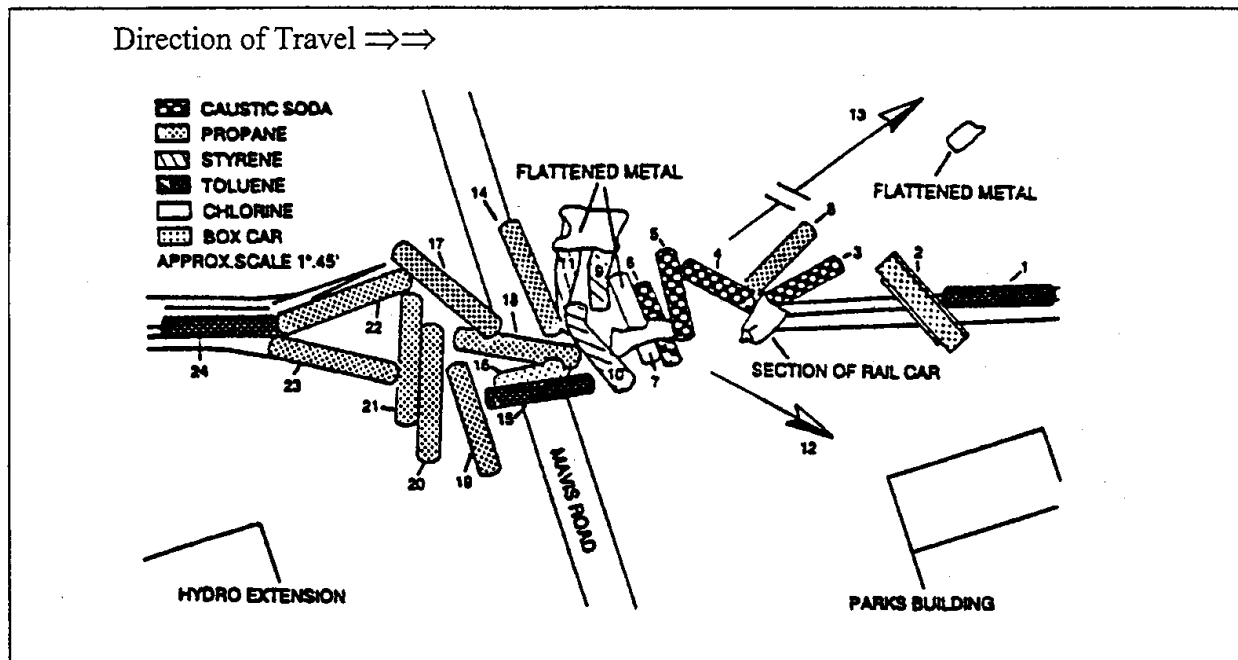 Direction of Travel ⇒⇒
CAUSTIC SODA
PROPANE
STYRENE
TOLUENE
CHLORINE
BOX CAR
APPROX.SCALE 1".45'
FLATTENED METAL
13
FLATTENED METAL
14
17
5
4
8
3
2
1
11
9
6
18
22
24
23
16
10
7
SECTION OF RAIL CAR
15
21
12
20
19
MAVIS ROAD
HYDRO EXTENSION
PARKS BUILDING